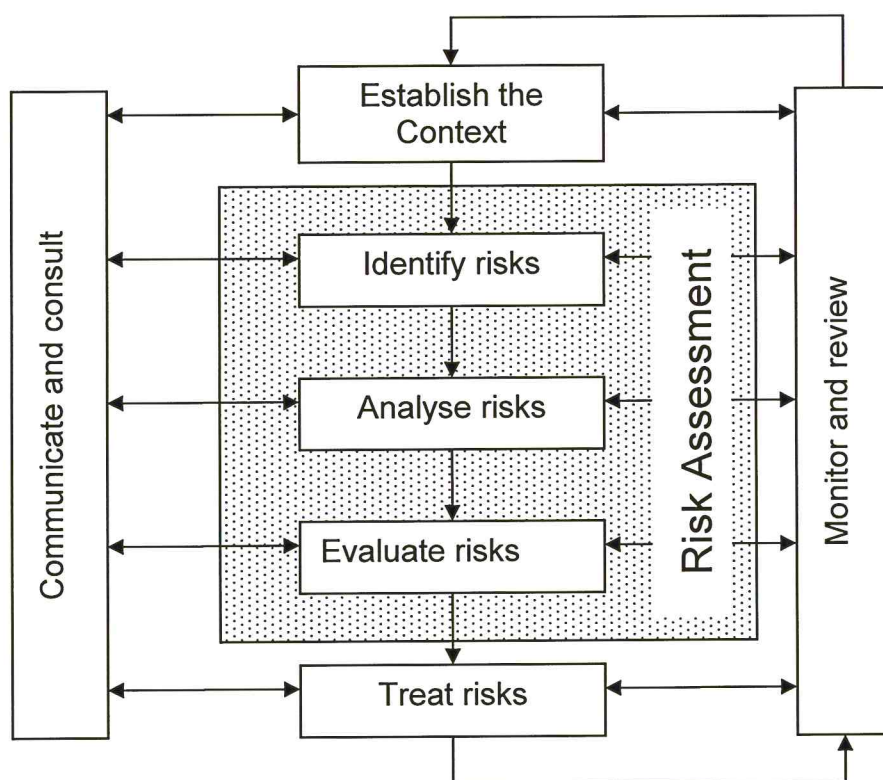 Establish the
Context
Communicate and consult
Identify risks
Analyse risks
Evaluate risks
Risk Assessment
Monitor and review
Treat risks